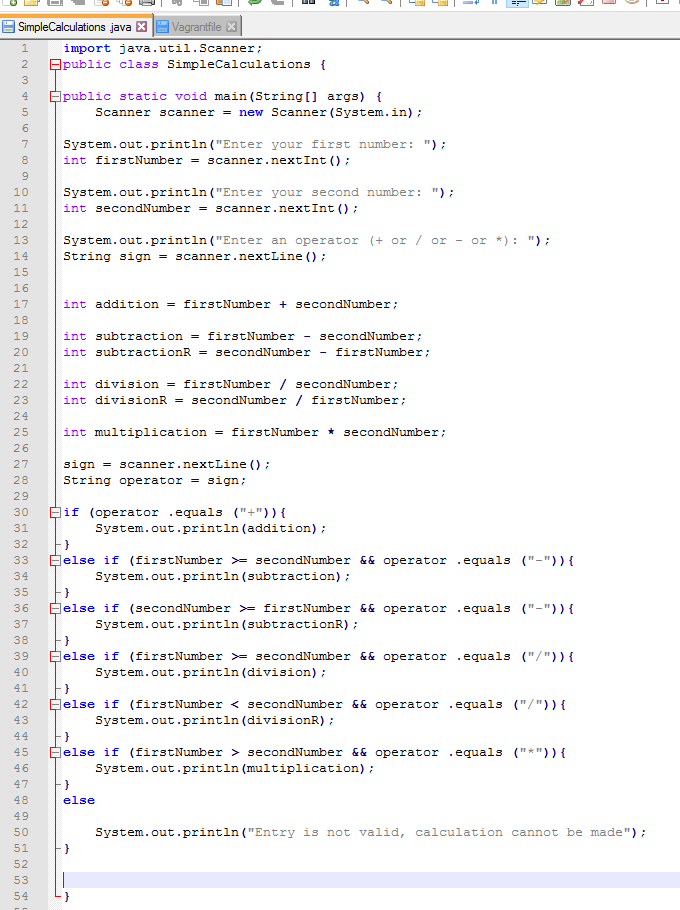 SimpleCalculations .java Vagrantfile
1 import java.util.Scanner;
2 public class SimpleCalculations {
3
4 public static void main(String[] args) {
5 Scanner scanner = new Scanner(System.in);
6
7 System.out.println("Enter your first number: ");
8 int firstNumber = scanner.nextInt();
9
10 System.out.println("Enter your second number: ");
11 int secondNumber = scanner.nextInt();
12
13 System.out.println("Enter an operator (+ or / or - or *): ");
14 String sign = scanner.nextLine();
15
16
17 int addition = firstNumber + secondNumber;
18
19 int subtraction = firstNumber - secondNumber;
20 int subtractionR = secondNumber - firstNumber;
21
22 int division = firstNumber / secondNumber;
23 int divisionR = secondNumber / firstNumber;
24
25 int multiplication = firstNumber * secondNumber;
26
27 sign = scanner.nextLine();
28 String operator = sign;
29
30 if (operator .equals ("+")){
31 System.out.println(addition);
32 }
33 else if (firstNumber >= secondNumber && operator .equals ("-")){
34 System.out.println(subtraction);
35 }
36 else if (secondNumber >= firstNumber && operator .equals ("-")){
37 System.out.println(subtractionR);
38 }
39 else if (firstNumber >= secondNumber && operator .equals ("/")){
40 System.out.println(division);
41 }
42 else if (firstNumber < secondNumber && operator .equals ("/")){
43 System.out.println(divisionR);
44 }
45 else if (firstNumber > secondNumber && operator .equals ("*")){
46 System.out.println(multiplication);
47 }
48 else
49
50 System.out.println("Entry is not valid, calculation cannot be made");
51 }
52
53
54 }